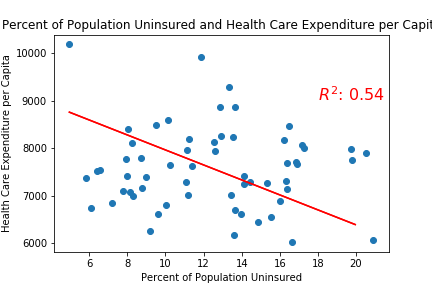 Percent of Population Uninsured and Health Care Expenditure per Capit
Health Care Expenditure per Capita
10000
9000
8000
7000
6000
R²: 0.54
6 8 10 12 14 16 18 20
Percent of Population Uninsured